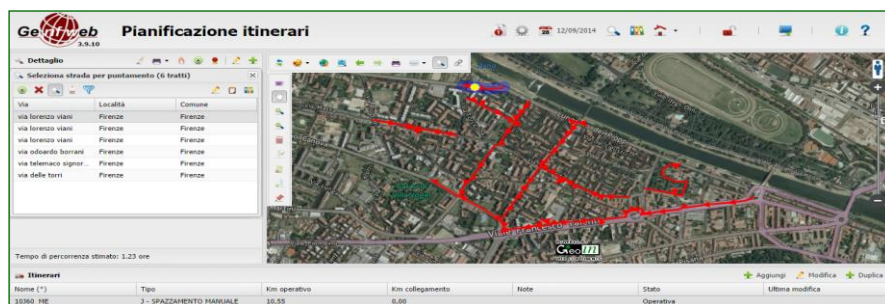 Geniweb
3.9.10
Pianificazione itinerari
12/09/2014
Dettaglio
Seleziona strada per puntamento (6 tratti)
Via Località Comune
via lorenzo viani Firenze Firenze
via lorenzo viani Firenze Firenze
via lorenzo viani Firenze Firenze
via odoardo borrani Firenze Firenze
via telemaco signor... Firenze Firenze
via delle torri Firenze Firenze
GeoIn
Tempo di percorrenza stimato: 1.23 ore
Itinerari
Aggiungi Modifica Duplica
Nome (*) Tipo Km operativo Km collegamento Note Stato Ultima modifica
10360_ME J - SPAZZAMENTO MANUALE 10,55 0,00 Operativa